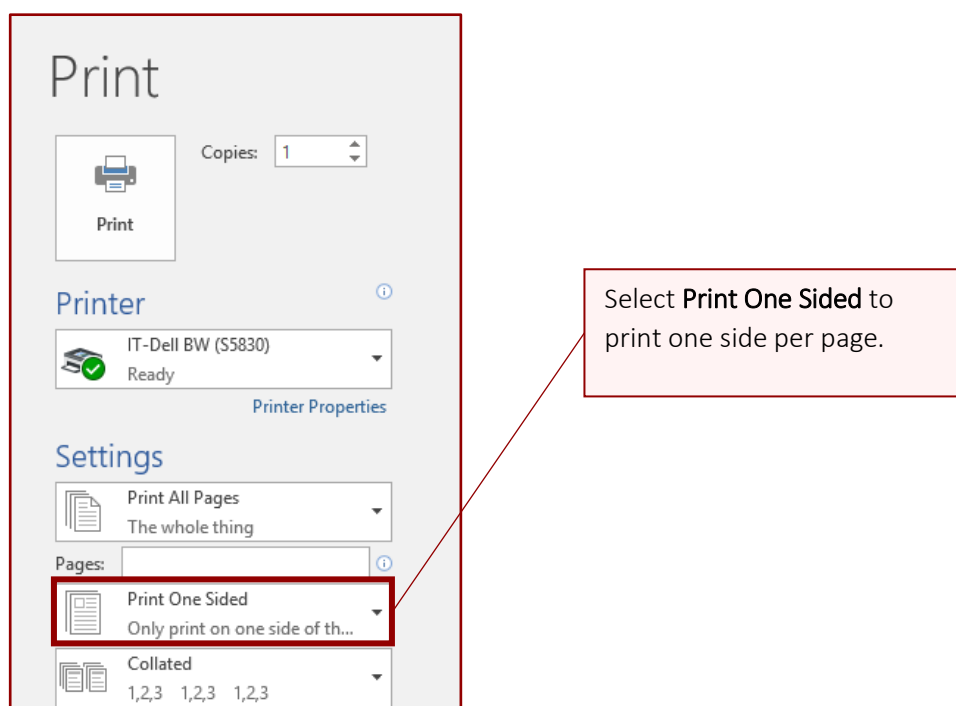 Print
Copies: 1
Print
Printer
IT-Dell BW (S5830)
Ready
Printer Properties
Settings
Print All Pages
The whole thing
Pages:
Print One Sided
Only print on one side of th...
Collated
1,2,3 1,2,3 1,2,3
Select Print One Sided to
print one side per page.